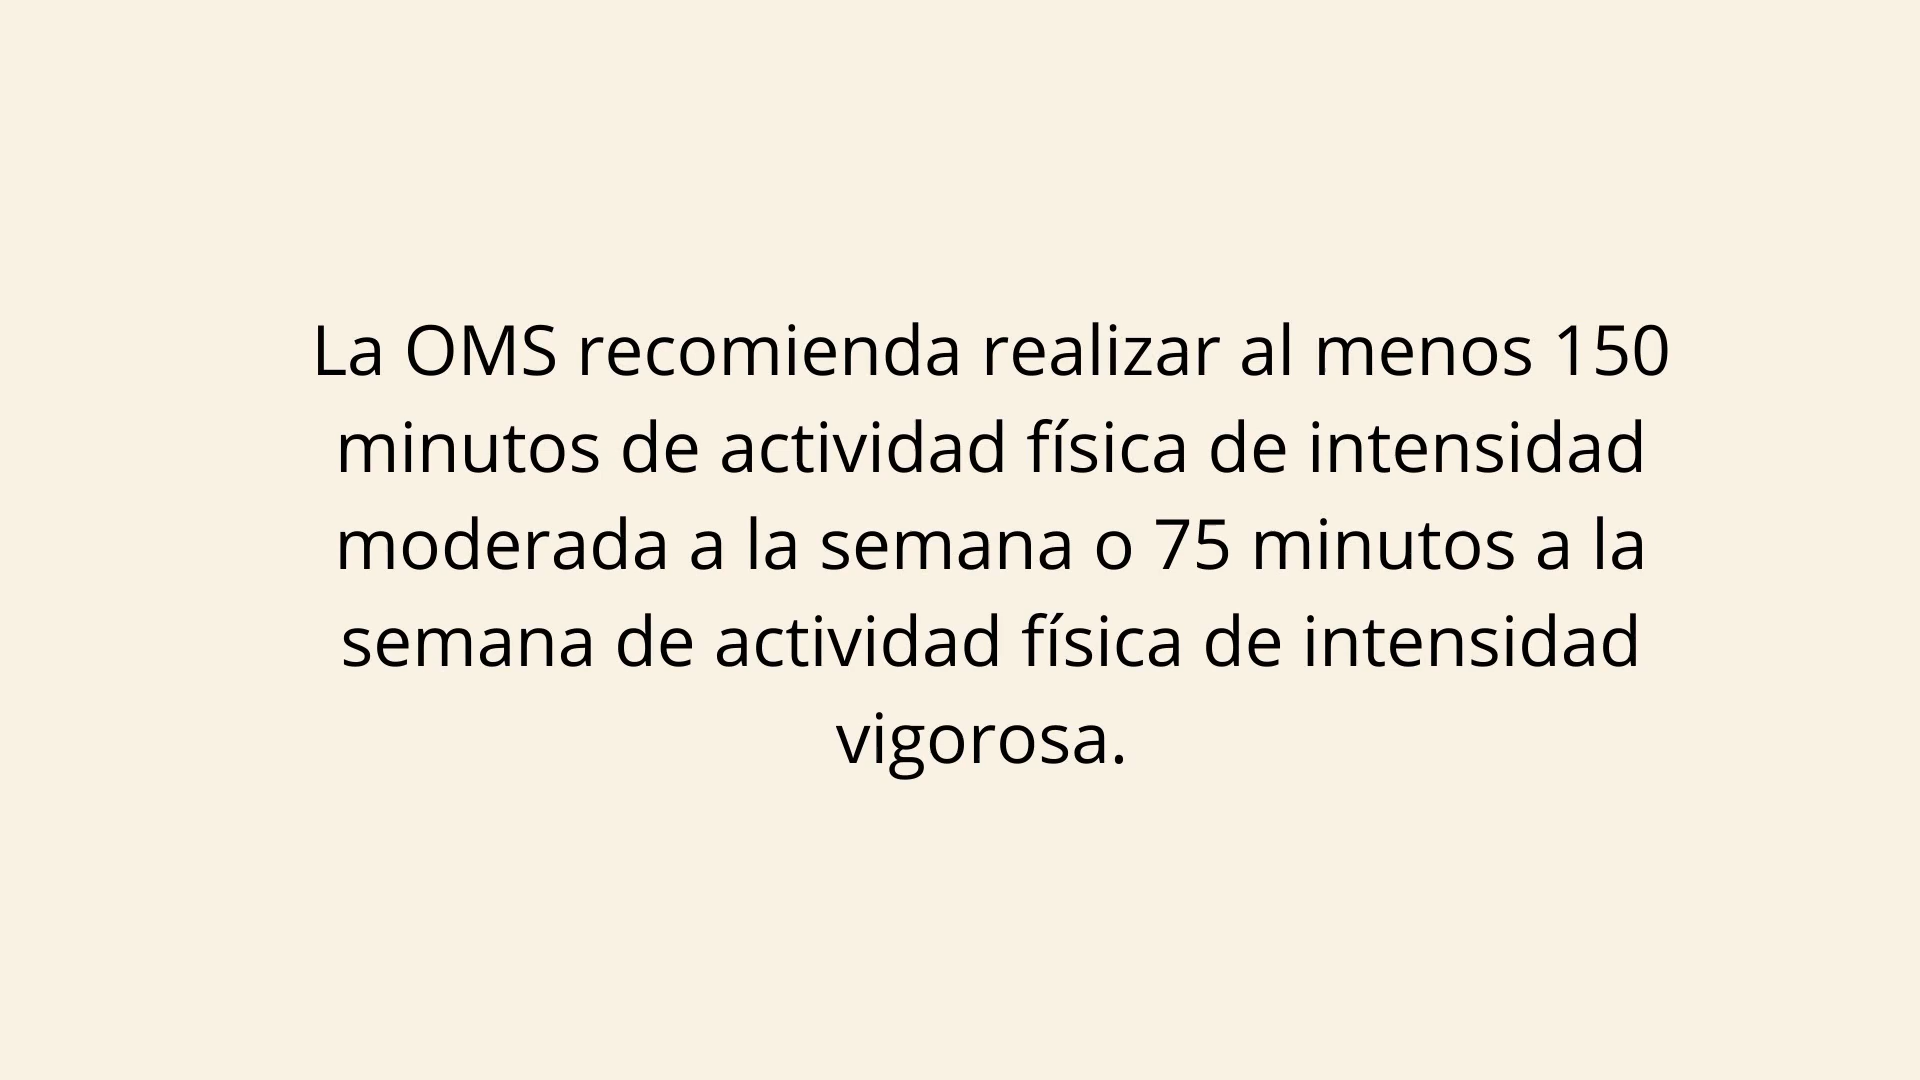 La OMS recomienda realizar al menos 150
minutos de actividad física de intensidad
moderada a la semana o 75 minutos a la
semana de actividad física de intensidad
vigorosa.